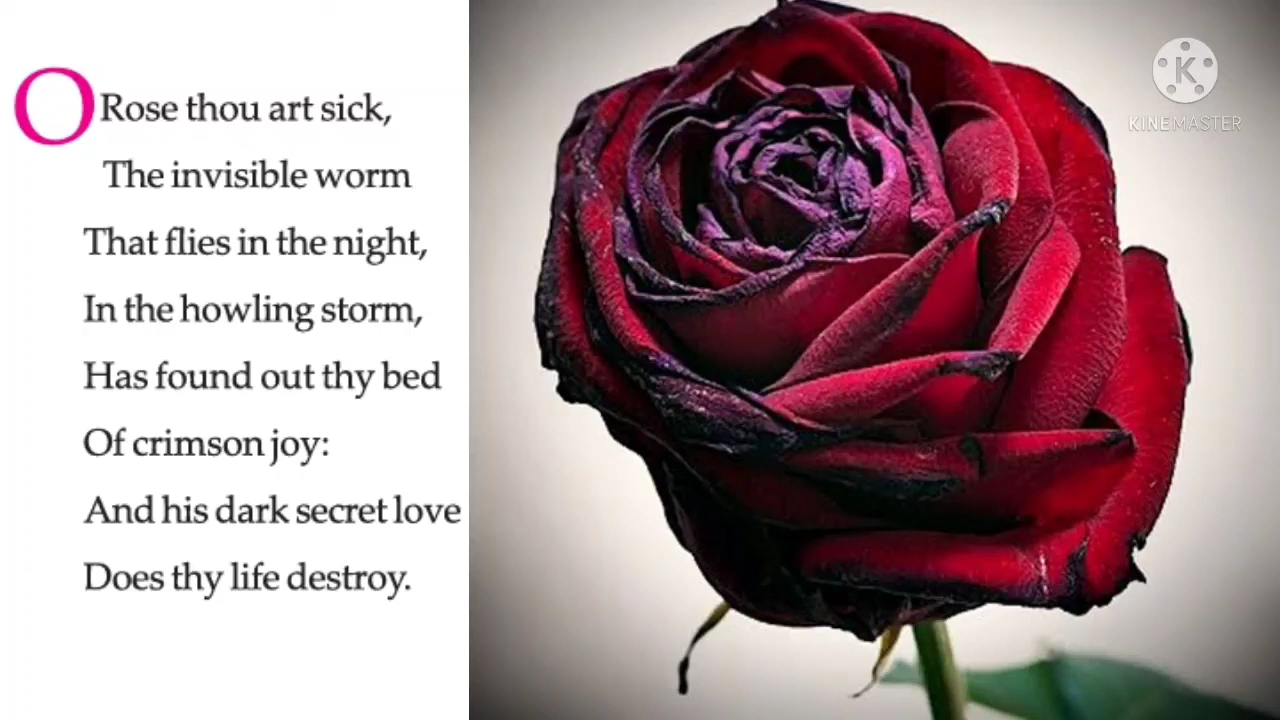 O Rose thou art sick,
The invisible worm
That flies in the night,
In the howling storm,
Has found out thy bed
Of crimson joy:
And his dark secret love
Does thy life destroy.
K
KINEMASTER